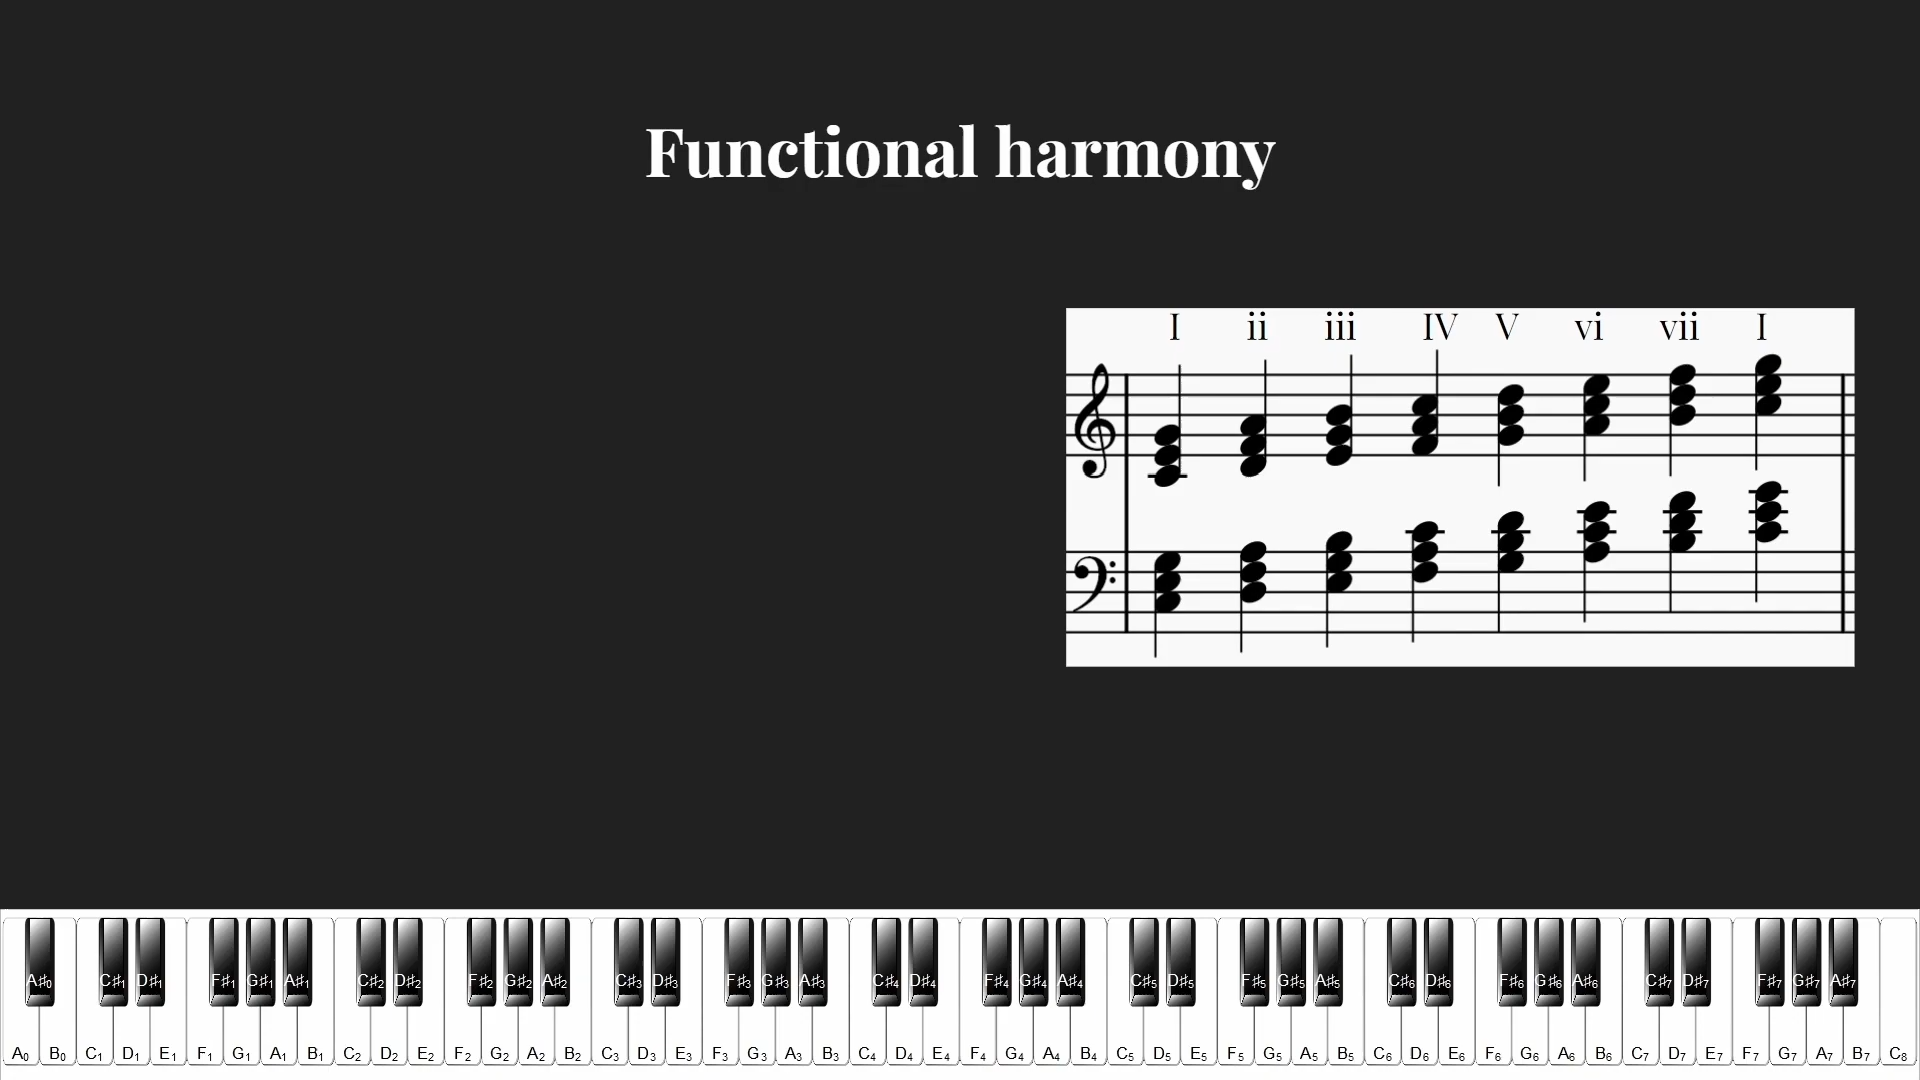 Functional harmony
I ii iii IV V vi vii I
A♯0 C♯1 D♯1 F♯1 G♯1 A♯1 C♯2 D♯2 F♯2 G♯2 A♯2 C♯3 D♯3 F♯3 G♯3 A♯3 C♯4 D♯4 F♯4 G♯4 A♯4 C♯5 D♯5 F♯5 G♯5 A♯5 C♯6 D♯6 F♯6 G♯6 A♯6 C♯7 D♯7 F♯7 G♯7 A♯7
A0 B0 C1 D1 E1 F1 G1 A1 B1 C2 D2 E2 F2 G2 A2 B2 C3 D3 E3 F3 G3 A3 B3 C4 D4 E4 F4 G4 A4 B4 C5 D5 E5 F5 G5 A5 B5 C6 D6 E6 F6 G6 A6 B6 C7 D7 E7 F7 G7 A7 B7 C8